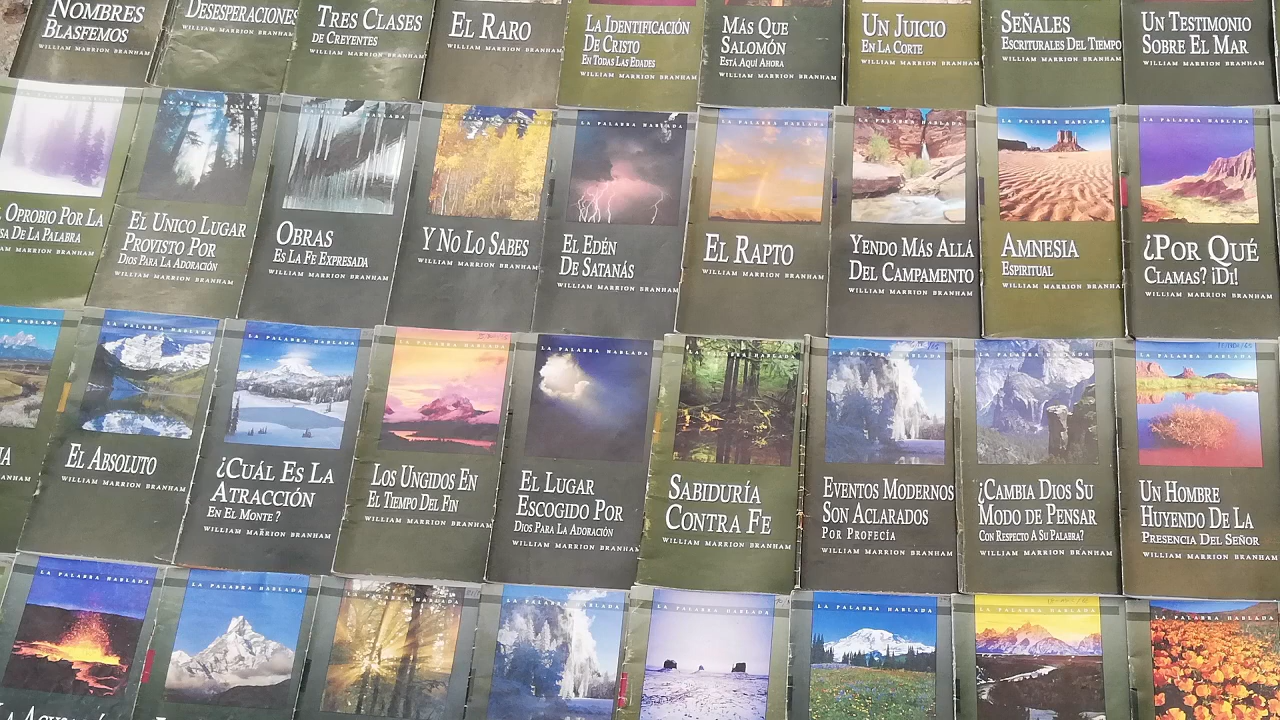 NOMBRES
BLASFEMOS
WILLIAM MARRION BRANHAM
DESESPERACIONES
WILLIAM MARRION BRANHAM
TRES CLASES
DE CREYENTES
WILLIAM MARRION BRANHAM
EL RARO
WILLIAM MARRION BRANHAM
LA IDENTIFICACIÓN
DE CRISTO
EN TODAS LAS EDADES
WILLIAM MARRION BRANHAM
MÁS QUE
SALOMÓN
ESTÁ AQUÍ AHORA
WILLIAM MARRION BRANHAM
UN JUICIO
EN LA CORTE
WILLIAM MARRION BRANHAM
SEÑALES
ESCRITURALES DEL TIEMPO
WILLIAM MARRION BRANHAM
UN TESTIMONIO
SOBRE EL MAR
WILLIAM MARRION BRANHAM
OPROBIO POR LA
SA DE LA PALABRA
MARRION BRANHAM
LA PALABRA HABLADA
EL UNICO LUGAR
PROVISTO POR
DIOS PARA LA ADORACIÓN
WILLIAM MARRION BRANHAM
LA PALABRA HABLADA
OBRAS
ES LA FE EXPRESADA
WILLIAM MARRION BRANHAM
LA PALABRA HABLADA
Y NO LO SABES
WILLIAM MARRION BRANHAM
LA PALABRA HABLADA
EL EDÉN
DE SATANÁS
WILLIAM MARRION BRANHAM
LA PALABRA HABLADA
EL RAPTO
WILLIAM MARRION BRANHAM
LA PALABRA HABLADA
YENDO MÁS ALLÁ
DEL CAMPAMENTO
WILLIAM MARRION BRANHAM
LA PALABRA HABLADA
AMNESIA
ESPIRITUAL
WILLIAM MARRION BRANHAM
LA PALABRA HABLADA
¿POR QUÉ
CLAMAS? ¡DI!
WILLIAM MARRION BRANHAM
PALABRA HABLADA
IA
BRANHAM
LA PALABRA HABLADA
EL ABSOLUTO
WILLIAM MARRION BRANHAM
LA PALABRA HABLADA
¿CUÁL ES LA
ATRACCIÓN
EN EL MONTE?
WILLIAM MARRION BRANHAM
LA PALABRA HABLADA
LOS UNGIDOS EN
EL TIEMPO DEL FIN
WILLIAM MARRION BRANHAM
LA PALABRA HABLADA
EL LUGAR
ESCOGIDO POR
DIOS PARA LA ADORACIÓN
WILLIAM MARRION BRANHAM
LA PALABRA HABLADA
SABIDURÍA
CONTRA FE
WILLIAM MARRION BRANHAM
LA PALABRA HABLADA
EVENTOS MODERNOS
SON ACLARADOS
POR PROFECÍA
WILLIAM MARRION BRANHAM
LA PALABRA HABLADA
¿CAMBIA DIOS SU
MODO DE PENSAR
CON RESPECTO A SU PALABRA?
WILLIAM MARRION BRANHAM
LA PALABRA HABLADA
UN HOMBRE
HUYENDO DE LA
PRESENCIA DEL SEÑOR
WILLIAM MARRION BRANHAM
LA PALABRA HABLADA
LA PALABRA HABLADA
LA PALABRA HABLADA
LA PALABRA HABLADA
LA PALABRA HABLADA
LA PALABRA HABLADA
LA PALABRA HABLADA
LA PALABRA HABLADA